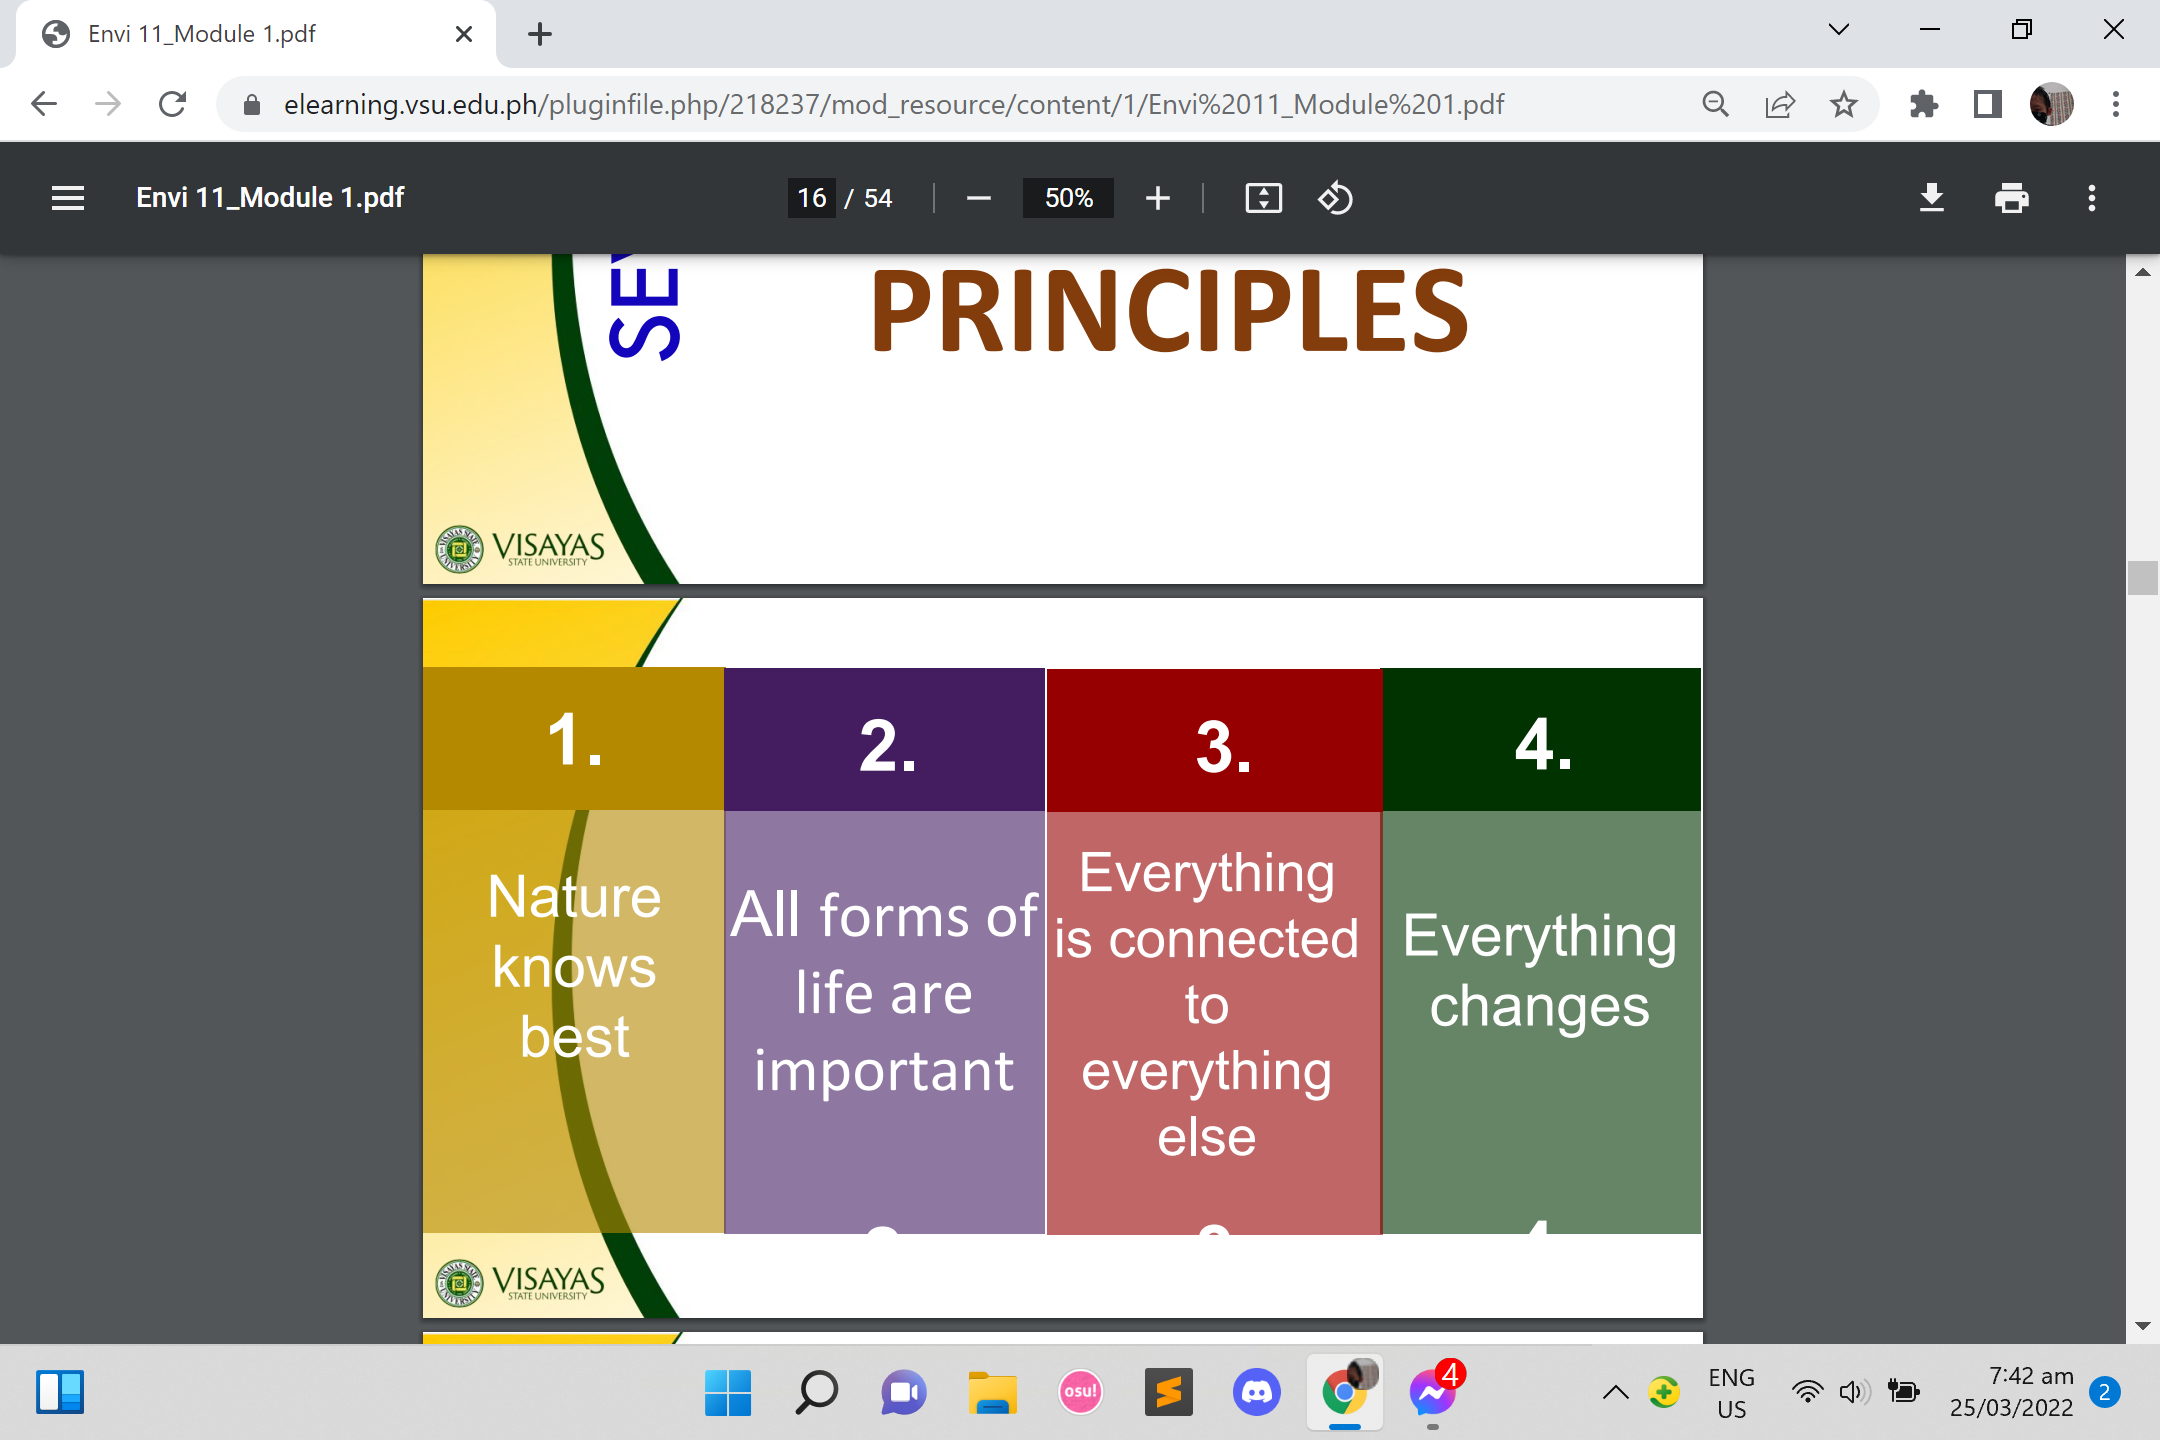 Envi 11_Module 1.pdf
elearning.vsu.edu.ph/pluginfile.php/218237/mod_resource/content/1/Envi%2011_Module%201.pdf
Envi 11_Module 1.pdf
16 / 54
50%
PRINCIPLES
VISAYAS
STATE UNIVERSITY
1.
Nature
knows
best
2.
All forms of
life are
important
3.
Everything
is connected
to
everything
else
4.
Everything
changes
VISAYAS
STATE UNIVERSITY
osu!
4
ENG
US
7:42 am
25/03/2022
2